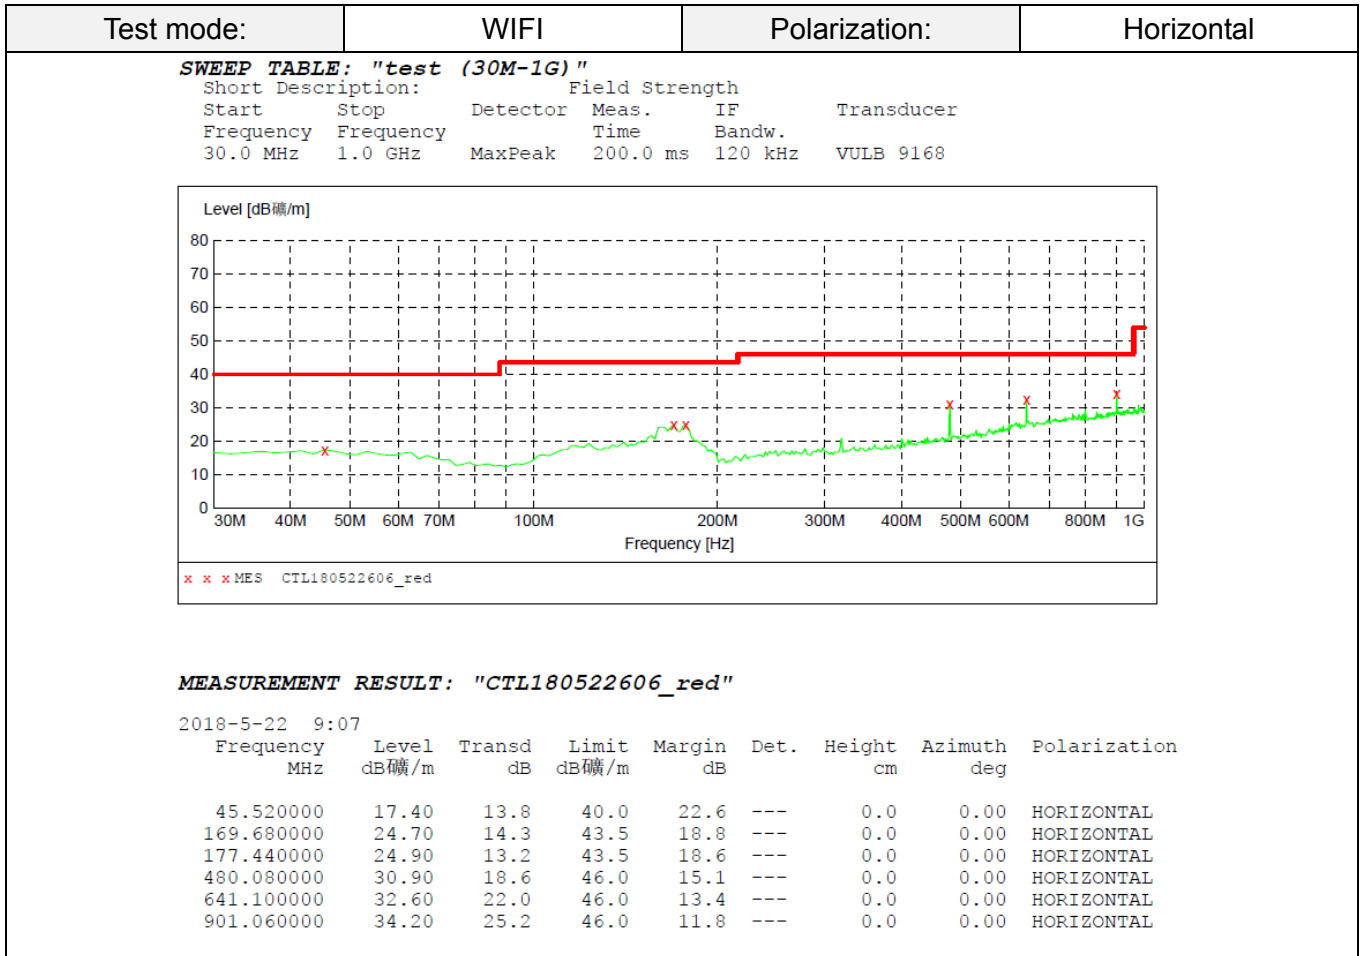 Test mode: WIFI Polarization: Horizontal
SWEEP TABLE: "test (30M-1G)"
Short Description: Field Strength
Start Stop Detector Meas. IF Transducer
Frequency Frequency Time Bandw.
30.0 MHz 1.0 GHz MaxPeak 200.0 ms 120 kHz VULB 9168
Level [dB礦/m]
80
70
60
50
40
30
20
10
0
30M 40M 50M 60M 70M 100M 200M 300M 400M 500M 600M 800M 1G
Frequency [Hz]
x x x MES CTL180522606_red
MEASUREMENT RESULT: "CTL180522606_red"
2018-5-22 9:07
Frequency Level Transd Limit Margin Det. Height Azimuth Polarization
MHz dB礦/m dB dB礦/m dB cm deg
45.520000 17.40 13.8 40.0 22.6 --- 0.0 0.00 HORIZONTAL
169.680000 24.70 14.3 43.5 18.8 --- 0.0 0.00 HORIZONTAL
177.440000 24.90 13.2 43.5 18.6 --- 0.0 0.00 HORIZONTAL
480.080000 30.90 18.6 46.0 15.1 --- 0.0 0.00 HORIZONTAL
641.100000 32.60 22.0 46.0 13.4 --- 0.0 0.00 HORIZONTAL
901.060000 34.20 25.2 46.0 11.8 --- 0.0 0.00 HORIZONTAL